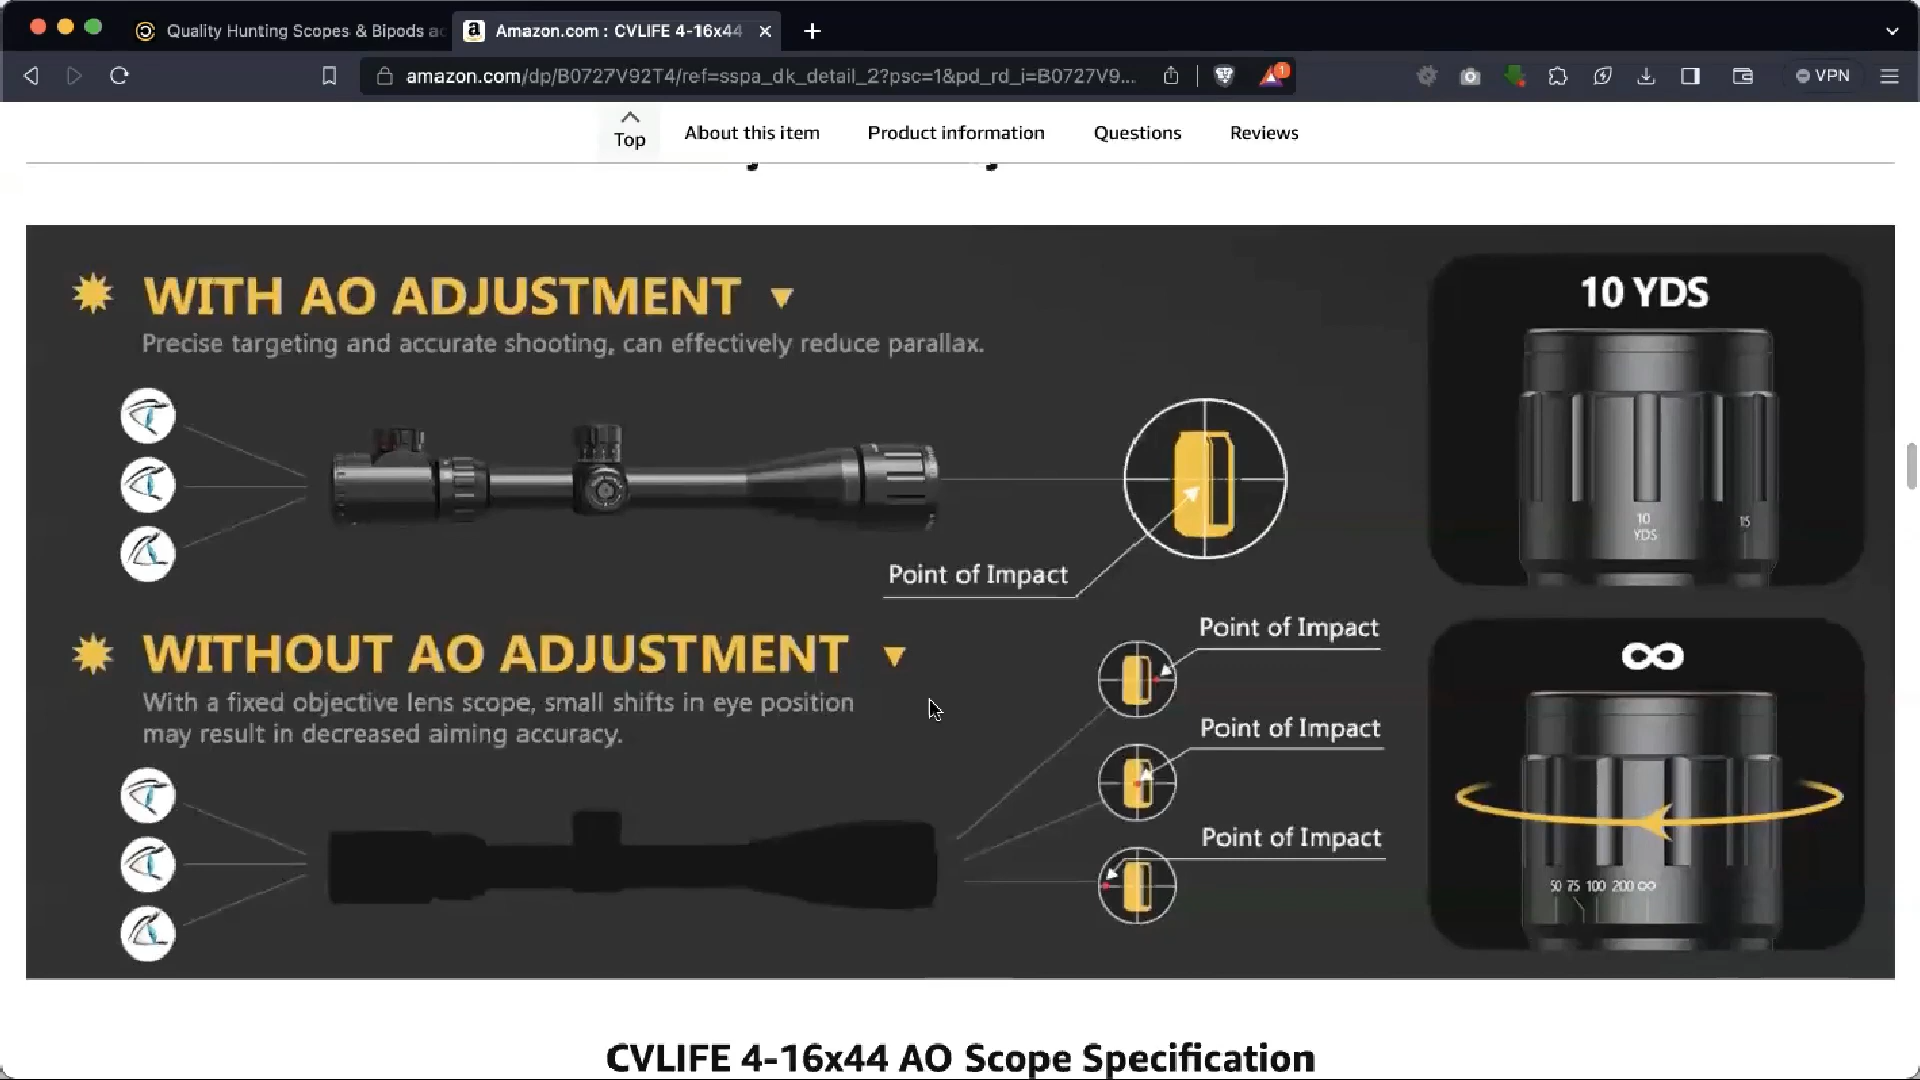 Quality Hunting Scopes & Bipods ac
Amazon.com : CVLIFE 4-16x44
amazon.com/dp/B0727V92T4/ref=sspa_dk_detail_2?psc=1&pd_rd_i=B0727V9...
1
VPN
Top
About this item
Product information
Questions
Reviews
WITH AO ADJUSTMENT
Precise targeting and accurate shooting, can effectively reduce parallax.
Point of Impact
10 YDS
10
YDS
15
WITHOUT AO ADJUSTMENT
With a fixed objective lens scope, small shifts in eye position
may result in decreased aiming accuracy.
Point of Impact
Point of Impact
Point of Impact
∞
50 75 100 200 ∞
CVLIFE 4-16x44 AO Scope Specification